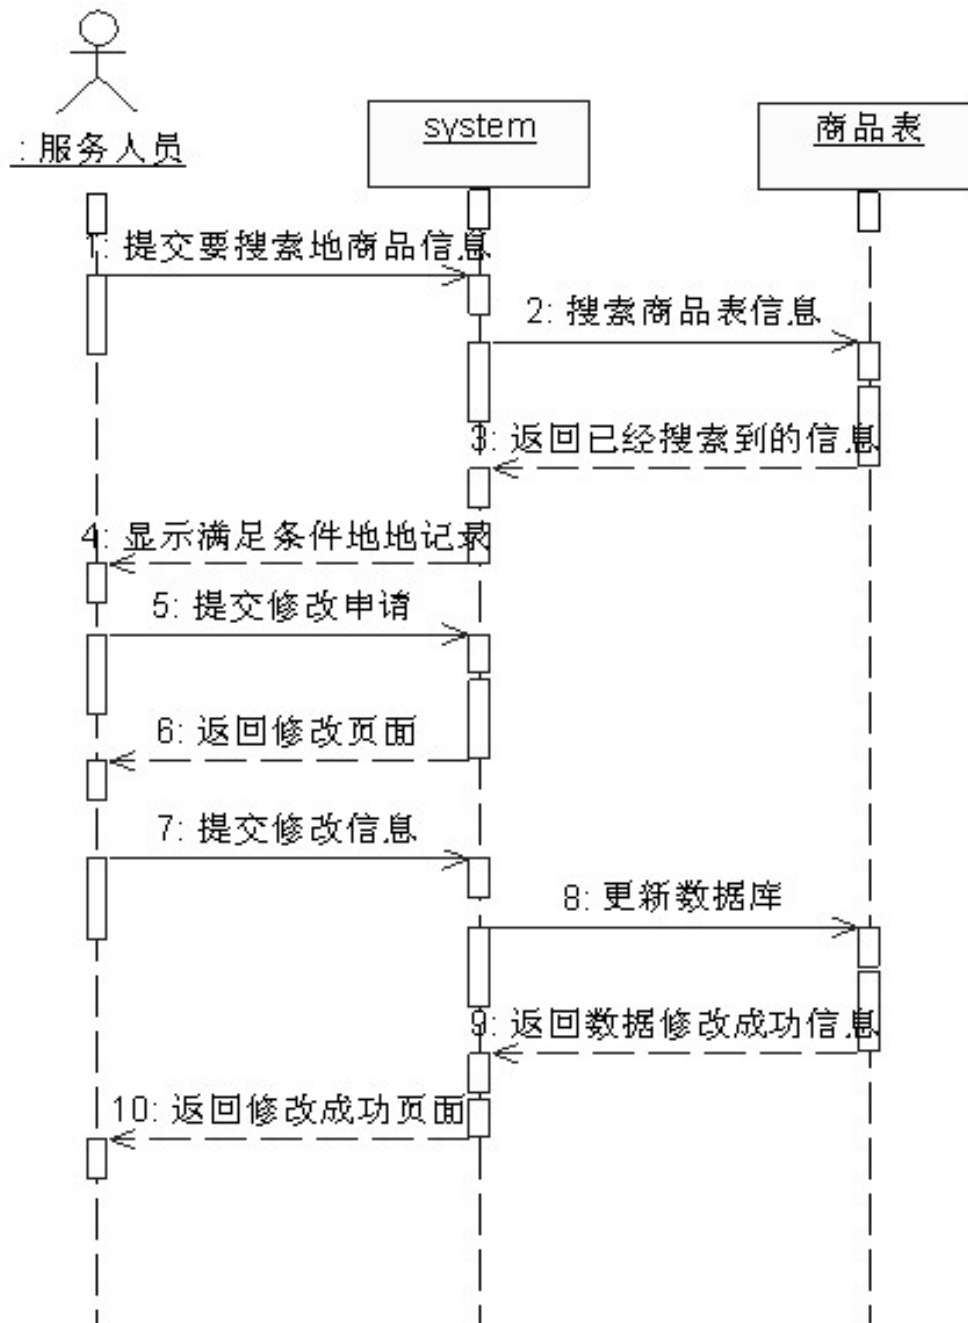 : 服务人员
system
商品表
1: 提交要搜索地商品信息
2: 搜索商品表信息
3: 返回已经搜索到的信息
4: 显示满足条件地地记录
5: 提交修改申请
6: 返回修改页面
7: 提交修改信息
8: 更新数据库
9: 返回数据修改成功信息
10: 返回修改成功页面